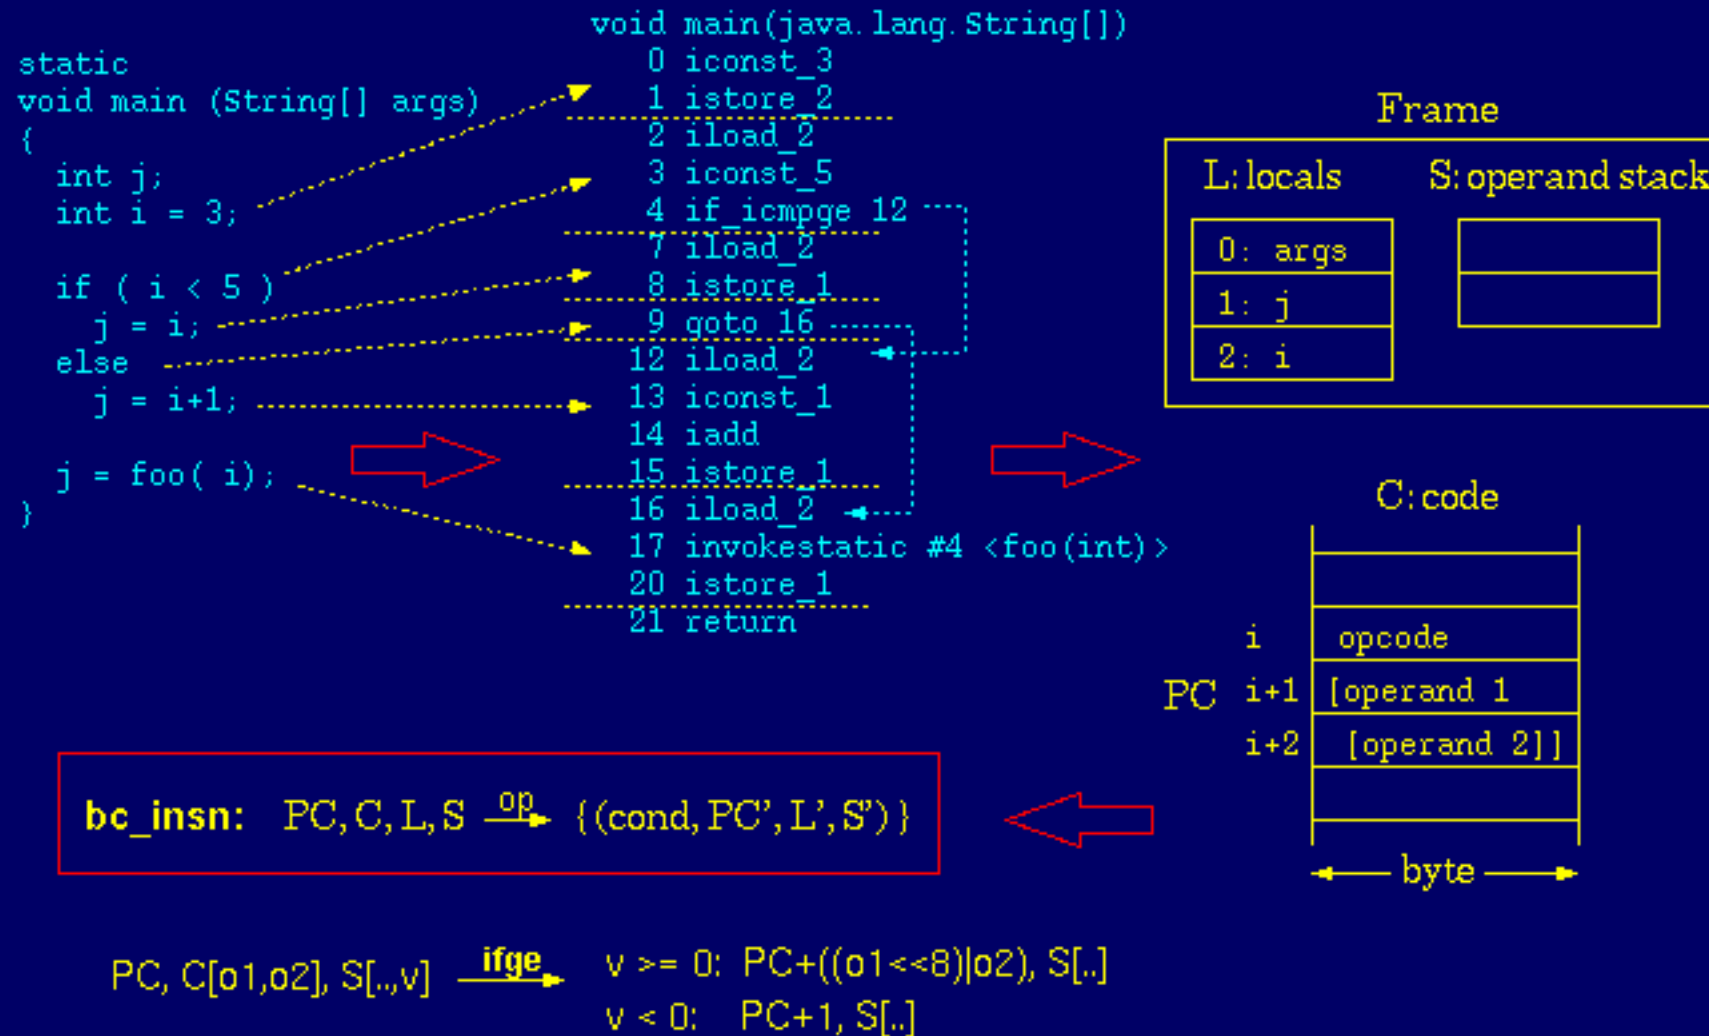 static
void main (String[] args)
{
int j;
int i = 3;
if ( i < 5 )
j = i;
else
j = i+1;
j = foo( i);
}
void main(java.lang.String[])
0 iconst_3
1 istore_2
2 iload_2
3 iconst_5
4 if_icmpge 12
7 iload_2
8 istore_1
9 goto 16
12 iload_2
13 iconst_1
14 iadd
15 istore_1
16 iload_2
17 invokestatic #4 <foo(int)>
20 istore_1
21 return
Frame
L: locals S: operand stack
0: args
1: j
2: i
C: code
i opcode
PC i+1 [operand 1
i+2 [operand 2]]
byte
bc_insn: PC, C, L, S op {(cond, PC', L', S')}
PC, C[o1,o2], S[..,v] ifge v >= 0: PC+((o1<<8)|o2), S[..]
v < 0: PC+1, S[..]